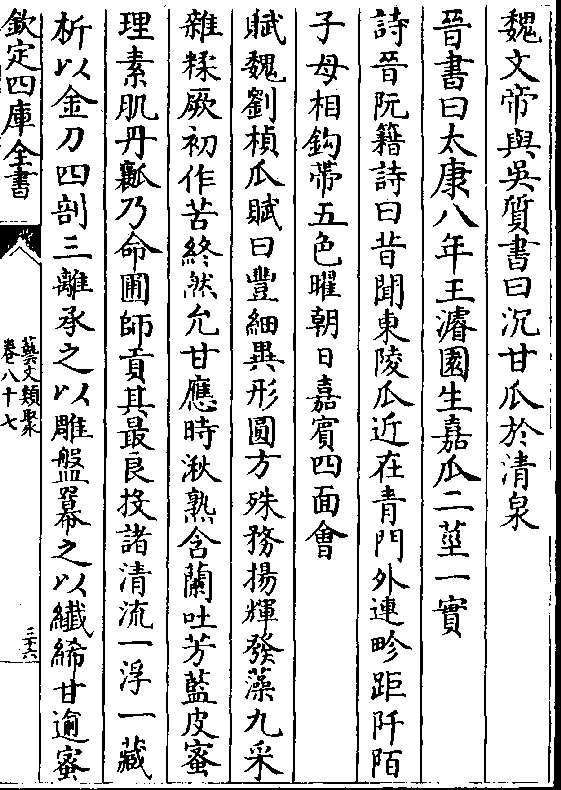 魏文帝與吳質書曰沉甘瓜於清泉
晉書曰太康八年王濬園生嘉瓜二莖一實
詩晉阮籍詩曰昔聞東陵瓜近在青門外連畛距阡陌
子母相鈎帶五色曜朝日嘉賓四面會
賦魏劉楨瓜賦曰豐細異形圓方殊務揚輝發藻九采
雜糅厥初作苦終然允甘應時湫熟含蘭吐芳藍皮蜜
理素肌丹瓤乃命圃師貢其最良投諸清流一浮一藏
析以金刀四剖三離承之以雕盤羃之以纖絺甘逾蜜
欽定四庫全書
藝文類聚
卷八十七
三十六